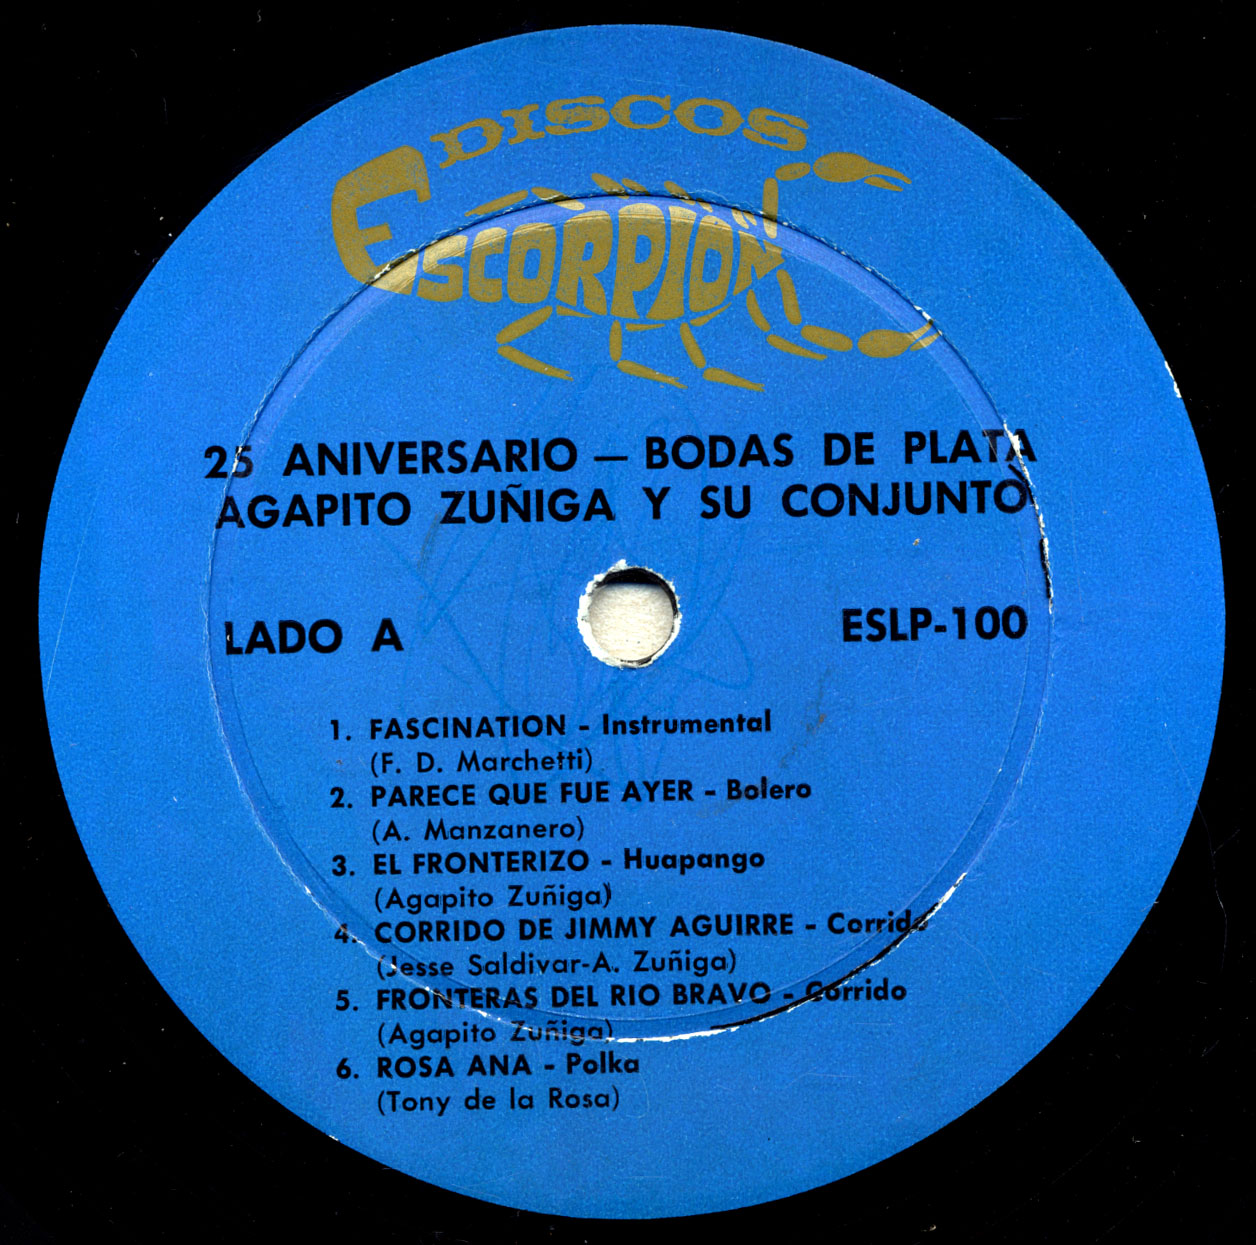 DISCOS
ESCORPION
25 ANIVERSARIO — BODAS DE PLATA
AGAPITO ZUÑIGA Y SU CONJUNTO
LADO A
ESLP-100
1. FASCINATION - Instrumental
(F. D. Marchetti)
2. PARECE QUE FUE AYER - Bolero
(A. Manzanero)
3. EL FRONTERIZO - Huapango
(Agapito Zuñiga)
4. CORRIDO DE JIMMY AGUIRRE - Corrido
(Jesse Saldivar-A. Zuñiga)
5. FRONTERAS DEL RIO BRAVO - Corrido
(Agapito Zuñiga)
6. ROSA ANA - Polka
(Tony de la Rosa)